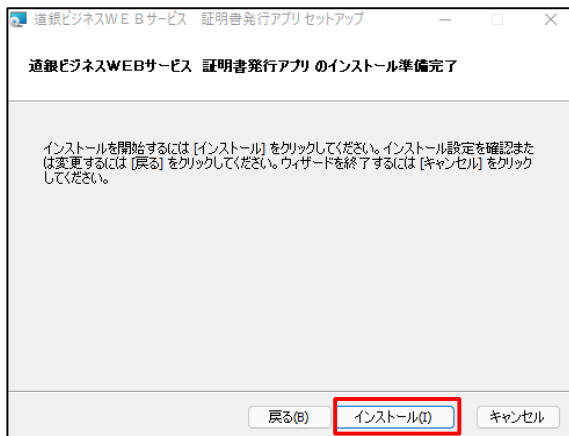 道銀ビジネスＷＥＢサービス　証明書発行アプリ セットアップ
道銀ビジネスWEBサービス 証明書発行アプリ のインストール準備完了
インストールを開始するには [インストール] をクリックしてください。インストール設定を確認また
は変更するには [戻る] をクリックしてください。ウィザードを終了するには [キャンセル] をクリック
してください。
戻る(B)
インストール(I)
キャンセル